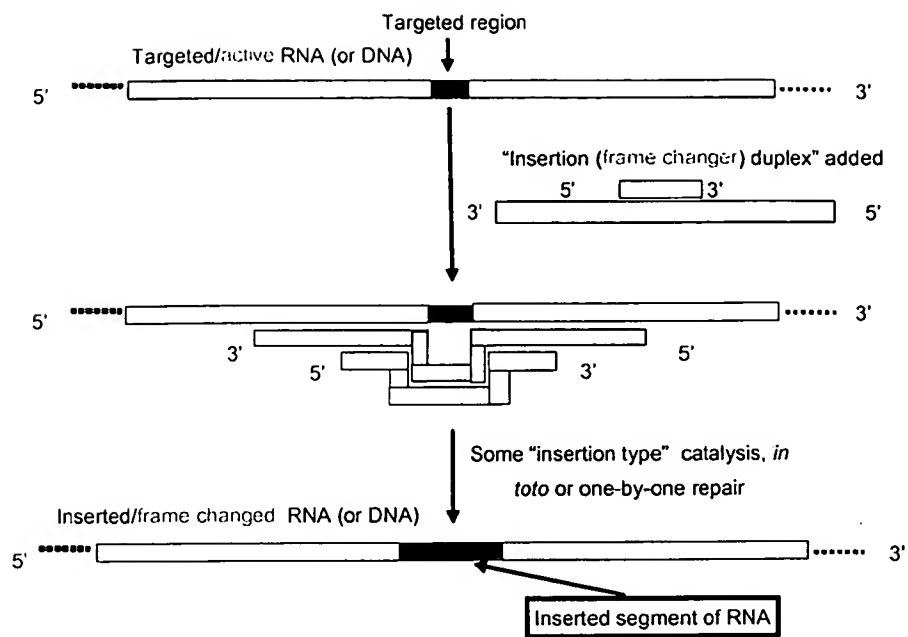 Targeted region
Targeted/active RNA (or DNA)
5' 3'
"Insertion (frame changer) duplex" added
5' 3'
3' 5'
5' 3'
3' 5'
5' 3'
Some "insertion type" catalysis, in
toto or one-by-one repair
Inserted/frame changed RNA (or DNA)
5' 3'
Inserted segment of RNA